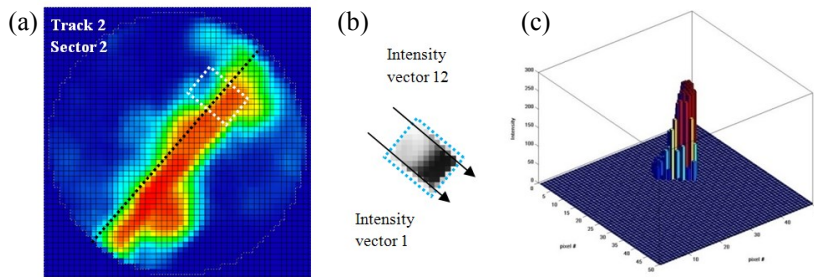 (a)
Track 2
Sector 2
(b)
Intensity
vector 12
Intensity
vector 1
(c)
300
250
200
150
100
50
0
Intensity
5
10
15
20
25
30
35
40
45
50
pixel #
10
20
30
40
pixel #